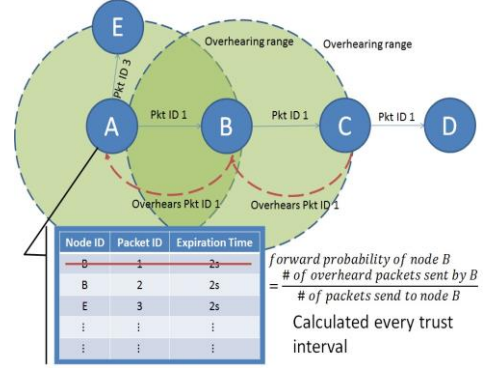 E
Overhearing range
Overhearing range
Pkt ID 3
A
Pkt ID 1
B
Pkt ID 1
C
Pkt ID 1
D
Overhears Pkt ID 1
Overhears Pkt ID 1
Node ID Packet ID Expiration Time
B 1 2s
B 2 2s
E 3 2s
⋮ ⋮ ⋮
⋮ ⋮ ⋮
forward probability of node B
= # of overheard packets sent by B
# of packets send to node B
Calculated every trust
interval